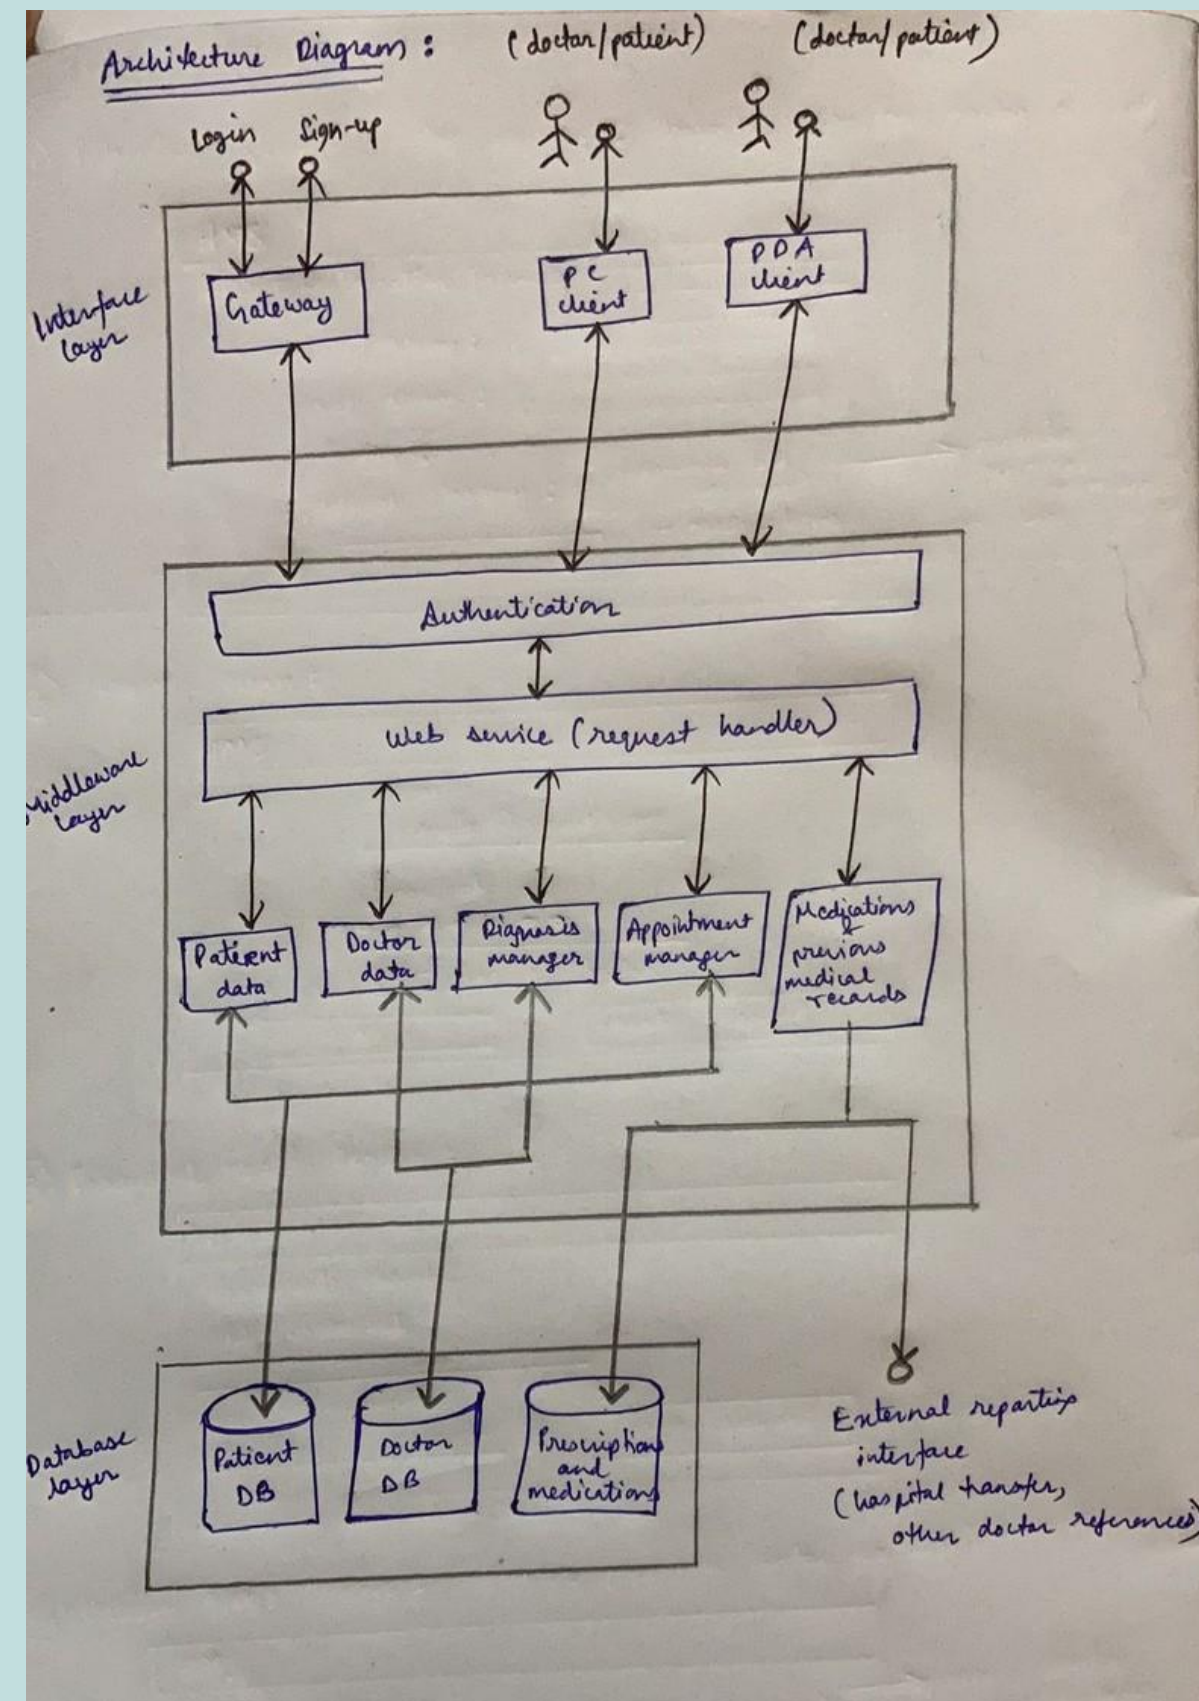 Architecture Diagram:
(doctor/patient)
(doctor/patient)
Login
Sign-up
Interface
layer
Gateway
PC
client
PDA
client
Authentication
Web service (request handler)
Middleware
layer
Patient
data
Doctor
data
Diagnosis
manager
Appointment
manager
Medications
&
previous
medical
records
Database
layer
Patient
DB
Doctor
DB
Prescription
and
medications
External reporting
interface
(hospital transfer,
other doctor references)